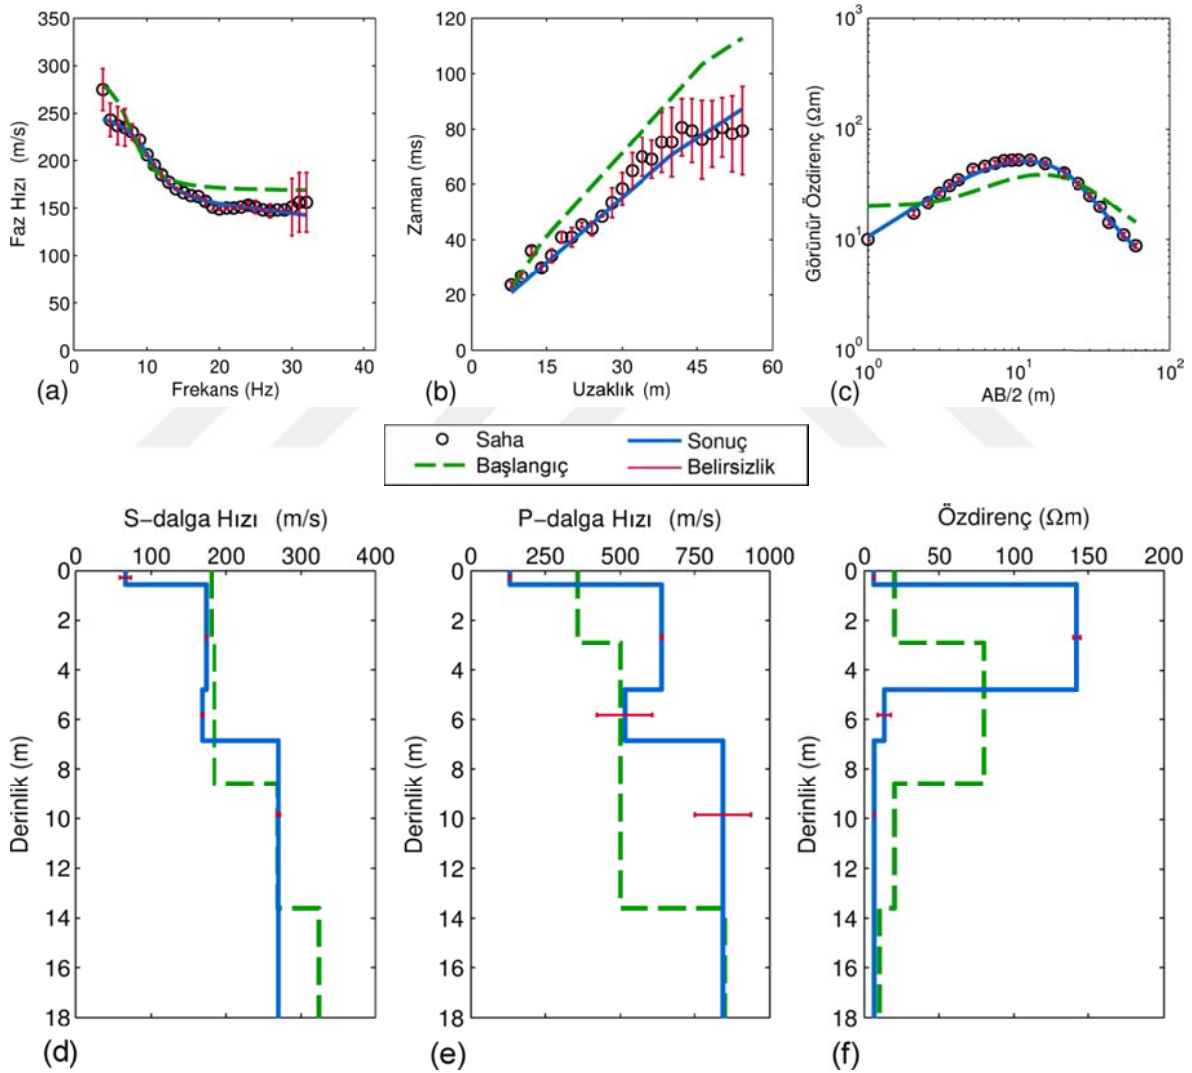 350
300
250
200
150
100
50
0
Faz Hızı (m/s)
0 10 20 30 40
Frekans (Hz)
(a)
120
100
80
60
40
20
0
Zaman (ms)
0 15 30 45 60
Uzaklık (m)
(b)
10³
10²
10¹
10⁰
Görünür Özdirenç (Ωm)
10⁰ 10¹ 10²
AB/2 (m)
(c)
Saha Sonuç
Başlangıç Belirsizlik
S−dalga Hızı (m/s)
0 100 200 300 400
0
2
4
6
8
10
12
14
16
18
Derinlik (m)
(d)
P−dalga Hızı (m/s)
0 250 500 750 1000
0
2
4
6
8
10
12
14
16
18
Derinlik (m)
(e)
Özdirenç (Ωm)
0 50 100 150 200
0
2
4
6
8
10
12
14
16
18
Derinlik (m)
(f)